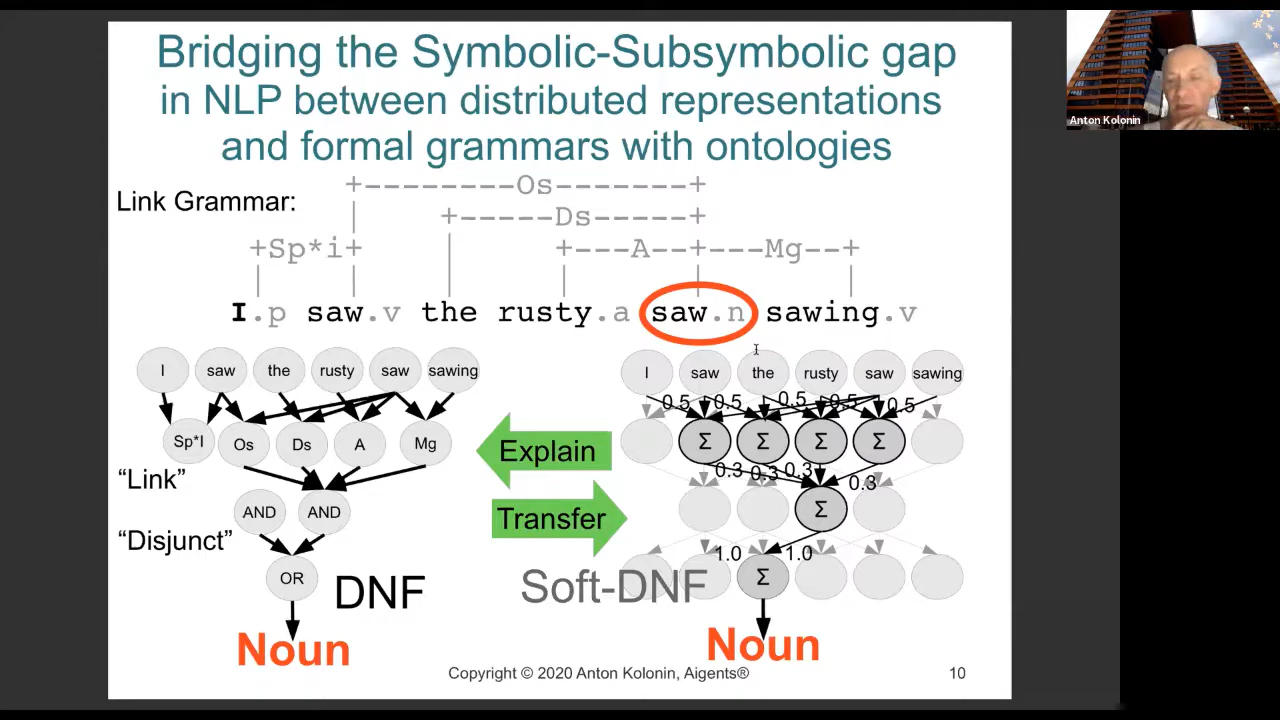 Bridging the Symbolic-Subsymbolic gap
in NLP between distributed representations
and formal grammars with ontologies
Anton Kolonin
Link Grammar:
+--------Os-------+
+-----Ds-----+
+Sp*i+ +---A--+---Mg--+
I.p saw.v the rusty.a saw.n sawing.v
I saw the rusty saw sawing
Sp*I Os Ds A Mg
"Link"
AND AND
"Disjunct"
OR
DNF
Noun
Explain
Transfer
I saw the rusty saw sawing
0.5 0.5 0.5 0.5 0.5
Σ Σ Σ Σ
0.3 0.3 0.3 0.3
Σ
1.0 1.0
Σ
Soft-DNF
Noun
Copyright © 2020 Anton Kolonin, Aigents®
10